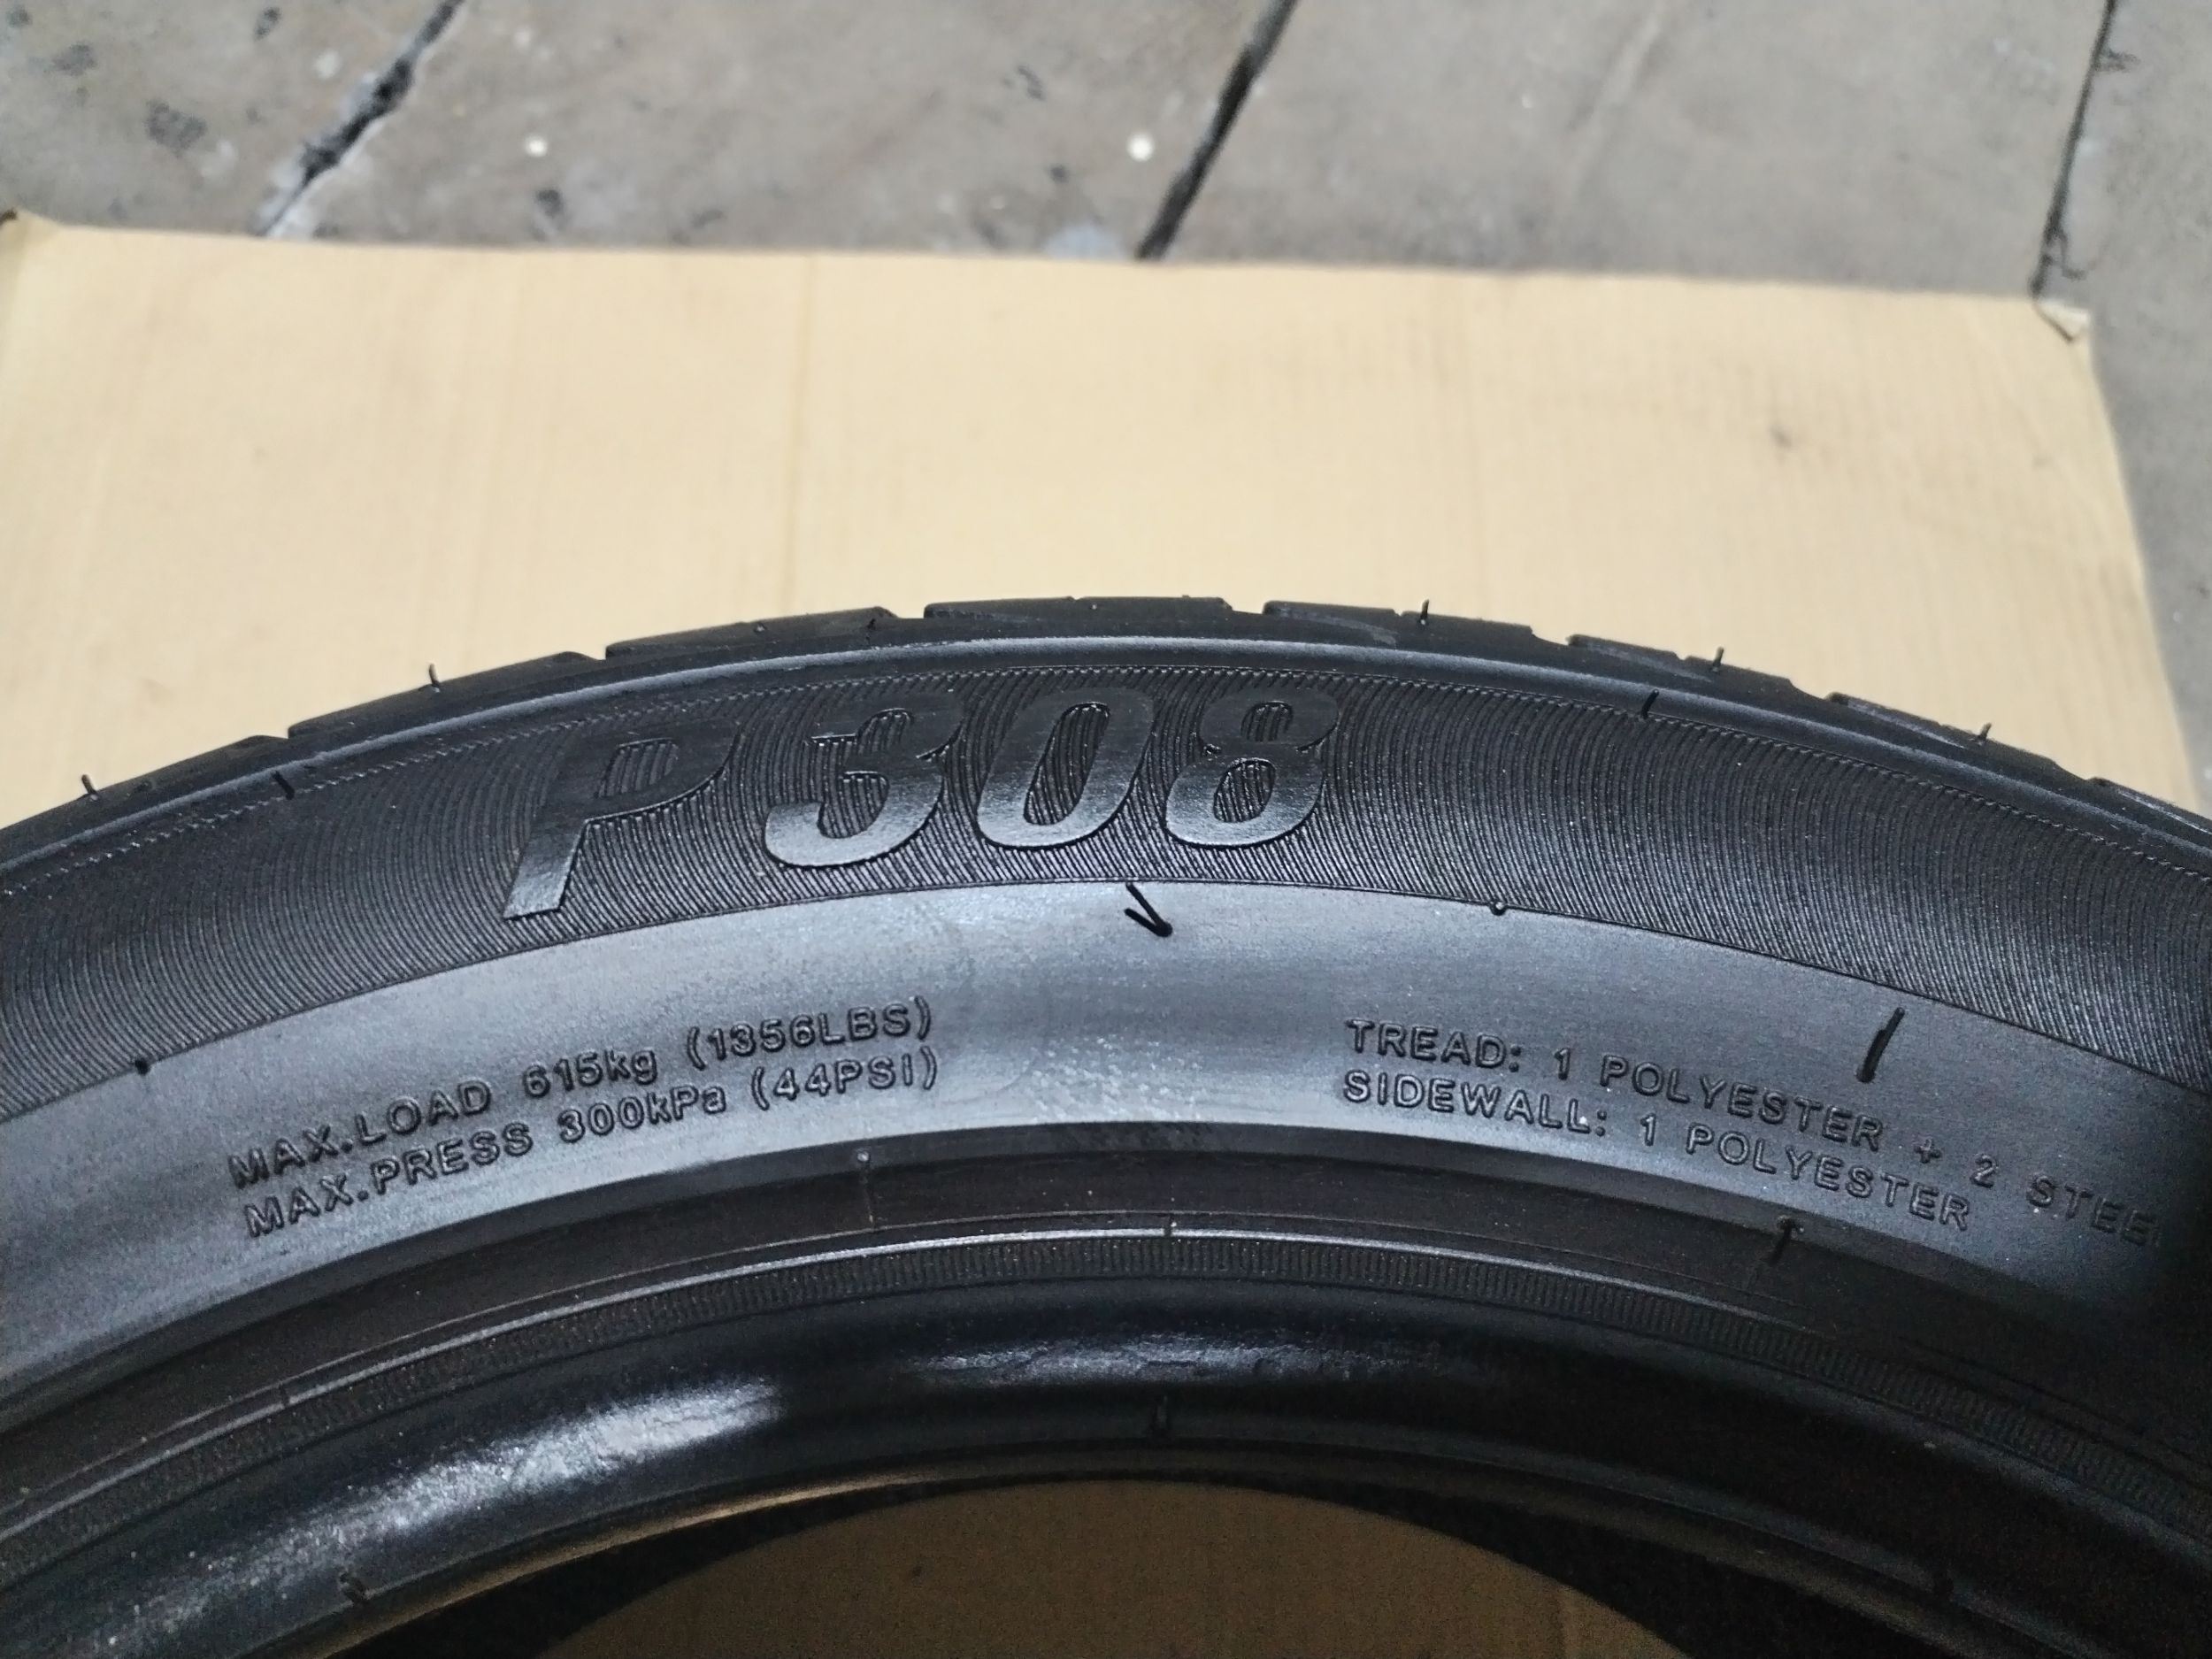 P308
MAX.LOAD 615kg (1356LBS)
MAX.PRESS 300kPa (44PSI)
TREAD: 1 POLYESTER + 2 STEE
SIDEWALL: 1 POLYESTER